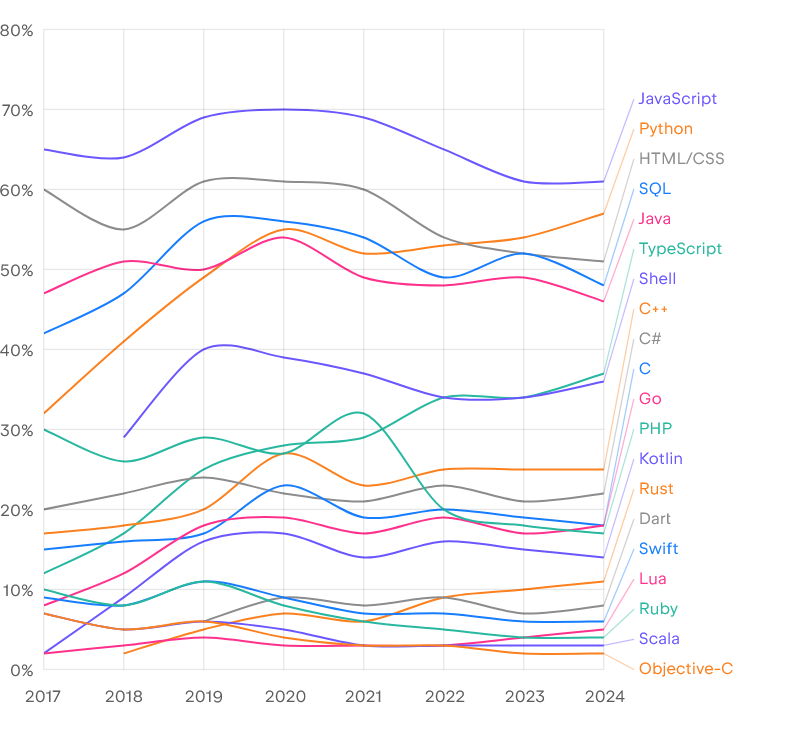 80%
70%
60%
50%
40%
30%
20%
10%
0%
2017 2018 2019 2020 2021 2022 2023 2024
JavaScript
Python
HTML/CSS
SQL
Java
TypeScript
Shell
C++
C#
C
Go
PHP
Kotlin
Rust
Dart
Swift
Lua
Ruby
Scala
Objective-C